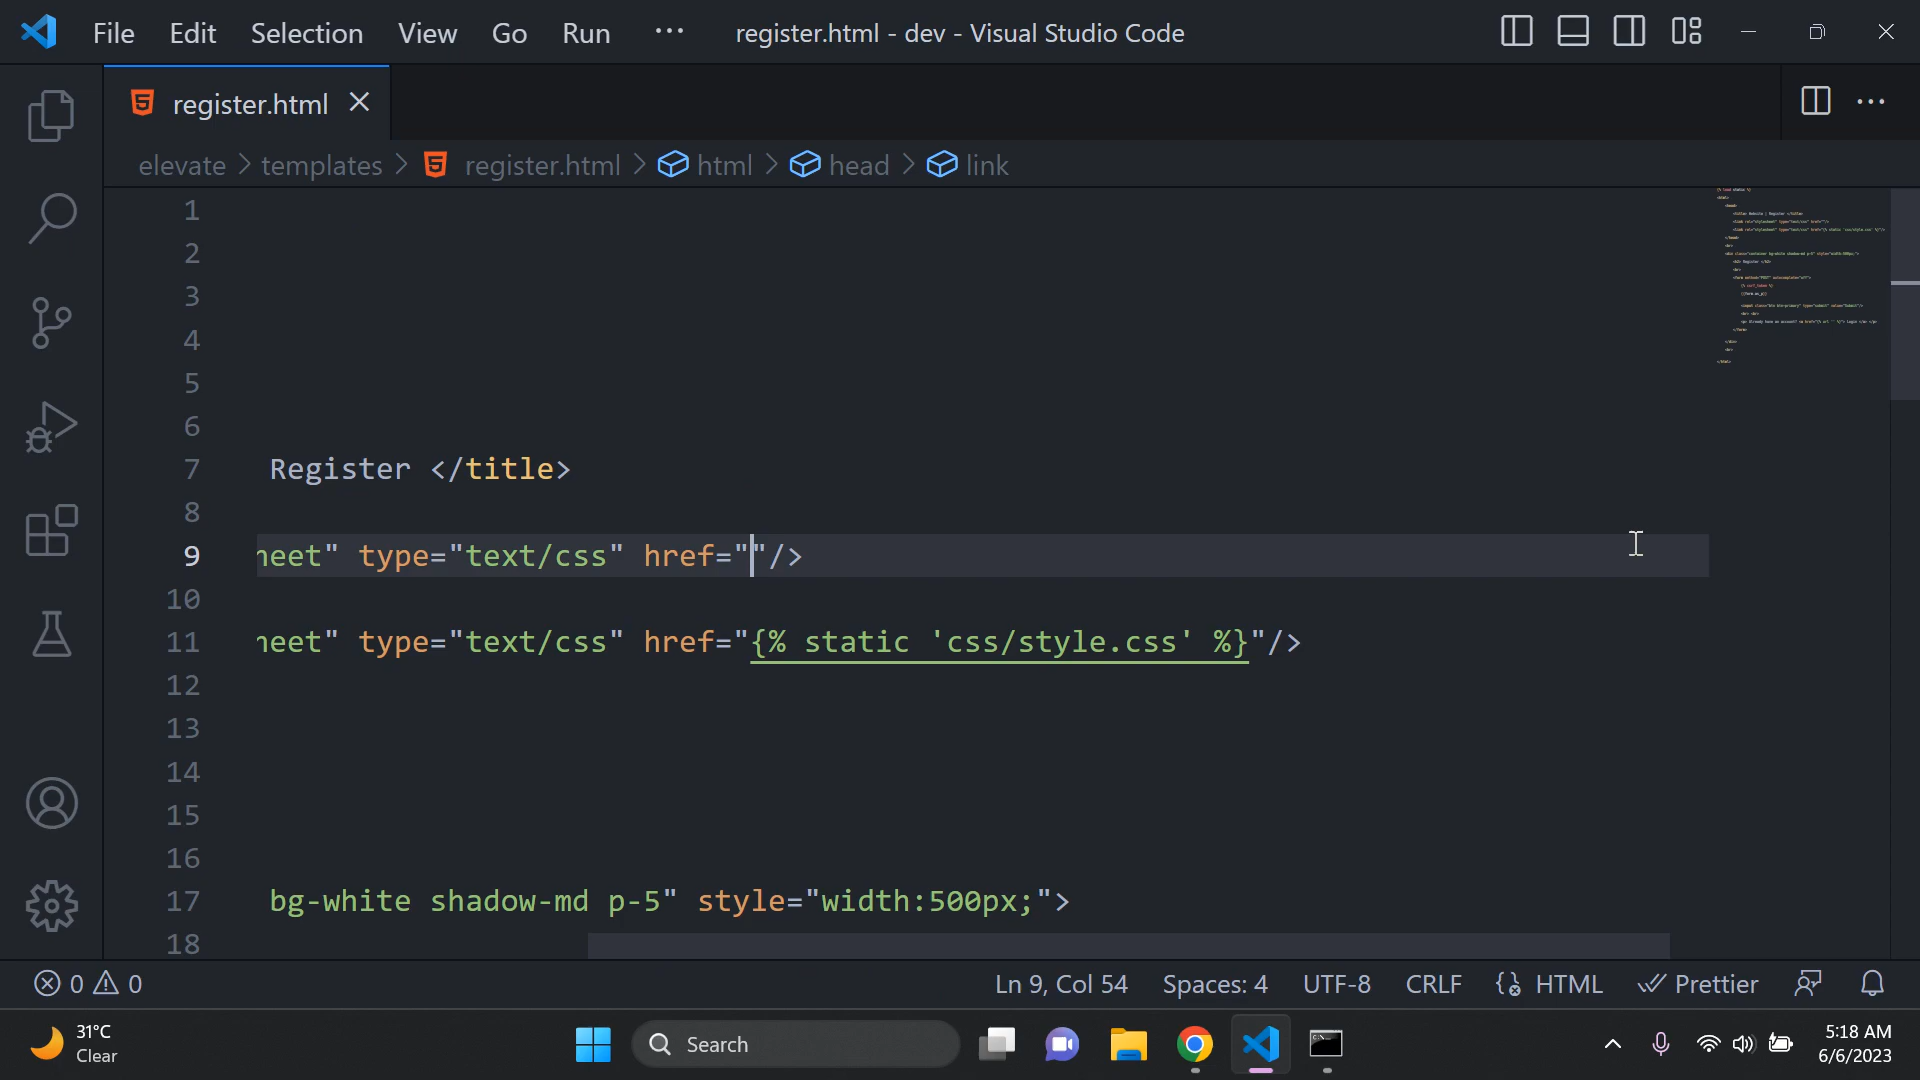 File Edit Selection View Go Run ··· register.html - dev - Visual Studio Code
register.html
elevate > templates > register.html > html > head > link
1
2
3
4
5
6
7 Register </title>
8
9 heet" type="text/css" href=""/>
10
11 heet" type="text/css" href="{% static 'css/style.css' %}"/>
12
13
14
15
16
17 bg-white shadow-md p-5" style="width:500px;">
18
0 0 Ln 9, Col 54 Spaces: 4 UTF-8 CRLF {} HTML Prettier
31°C
Clear
Search
5:18 AM
6/6/2023